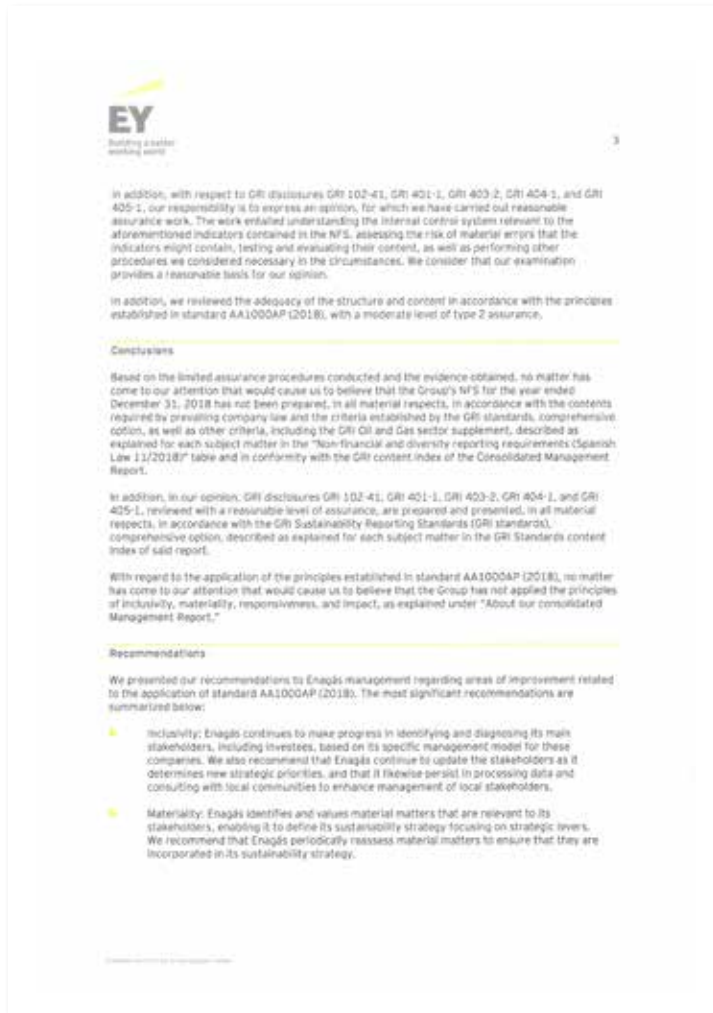 EY
Building a better
working world
3
In addition, with respect to GRI disclosures GRI 102-41, GRI 401-1, GRI 403-2, GRI 404-1, and GRI
405-1, our responsibility is to express an opinion, for which we have carried out reasonable
assurance work. The work entailed understanding the internal control system relevant to the
aforementioned indicators contained in the NFS, assessing the risk of material errors that the
indicators might contain, testing and evaluating their content, as well as performing other
procedures we considered necessary in the circumstances. We consider that our examination
provides a reasonable basis for our opinion.
In addition, we reviewed the adequacy of the structure and content in accordance with the principles
established in standard AA1000AP (2018), with a moderate level of type 2 assurance.
Conclusions
Based on the limited assurance procedures conducted and the evidence obtained, no matter has
come to our attention that would cause us to believe that the Group's NFS for the year ended
December 31, 2018 has not been prepared, in all material respects, in accordance with the contents
required by prevailing company law and the criteria established by the GRI standards, comprehensive
option, as well as other criteria, including the GRI Oil and Gas sector supplement, described as
explained for each subject matter in the "Non-financial and diversity reporting requirements (Spanish
Law 11/2018)" table and in conformity with the GRI content index of the Consolidated Management
Report.
In addition, in our opinion, GRI disclosures GRI 102-41, GRI 401-1, GRI 403-2, GRI 404-1, and GRI
405-1, reviewed with a reasonable level of assurance, are prepared and presented, in all material
respects, in accordance with the GRI Sustainability Reporting Standards (GRI standards),
comprehensive option, described as explained for each subject matter in the GRI Standards content
index of said report.
With regard to the application of the principles established in standard AA1000AP (2018), no matter
has come to our attention that would cause us to believe that the Group has not applied the principles
of inclusivity, materiality, responsiveness, and impact, as explained under "About our consolidated
Management Report."
Recommendations
We presented our recommendations to Enagás management regarding areas of improvement related
to the application of standard AA1000AP (2018). The most significant recommendations are
summarized below:
Inclusivity: Enagás continues to make progress in identifying and diagnosing its main
stakeholders, including investees, based on its specific management model for these
companies. We also recommend that Enagás continue to update the stakeholders as it
determines new strategic priorities, and that it likewise persist in processing data and
consulting with local communities to enhance management of local stakeholders.
Materiality: Enagás identifies and values material matters that are relevant to its
stakeholders, enabling it to define its sustainability strategy focusing on strategic levers.
We recommend that Enagás periodically reassess material matters to ensure that they are
incorporated in its sustainability strategy.